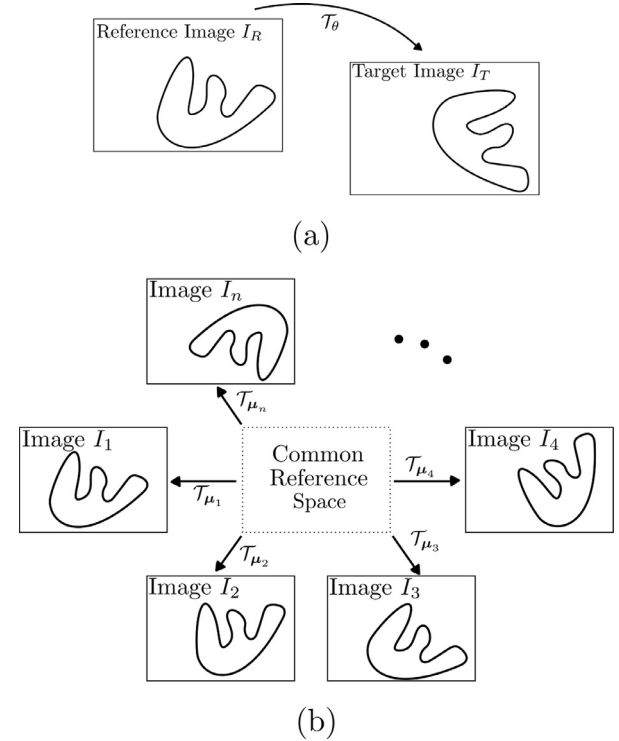 Reference Image I_R
𝒯_θ
Target Image I_T
(a)
Image I_n
𝒯_μ_n
Image I_1
𝒯_μ_1
Common
Reference
Space
𝒯_μ_4
Image I_4
𝒯_μ_2
𝒯_μ_3
Image I_2
Image I_3
(b)